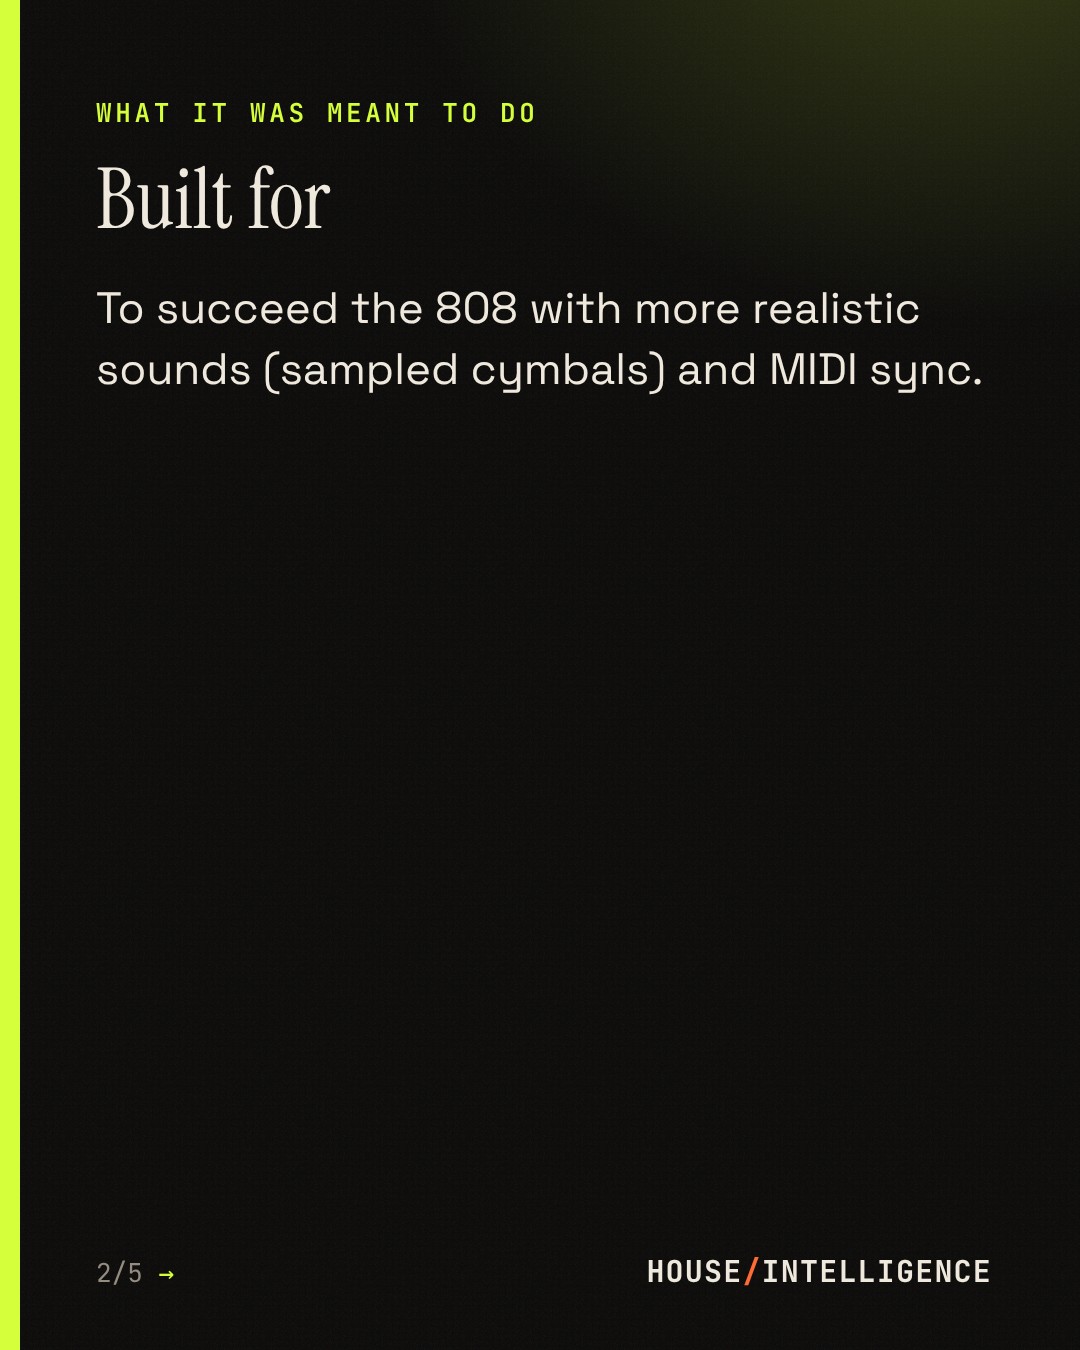 WHAT IT WAS MEANT TO DO
Built for
To succeed the 808 with more realistic
sounds (sampled cymbals) and MIDI sync.
2/5 →
HOUSE/INTELLIGENCE